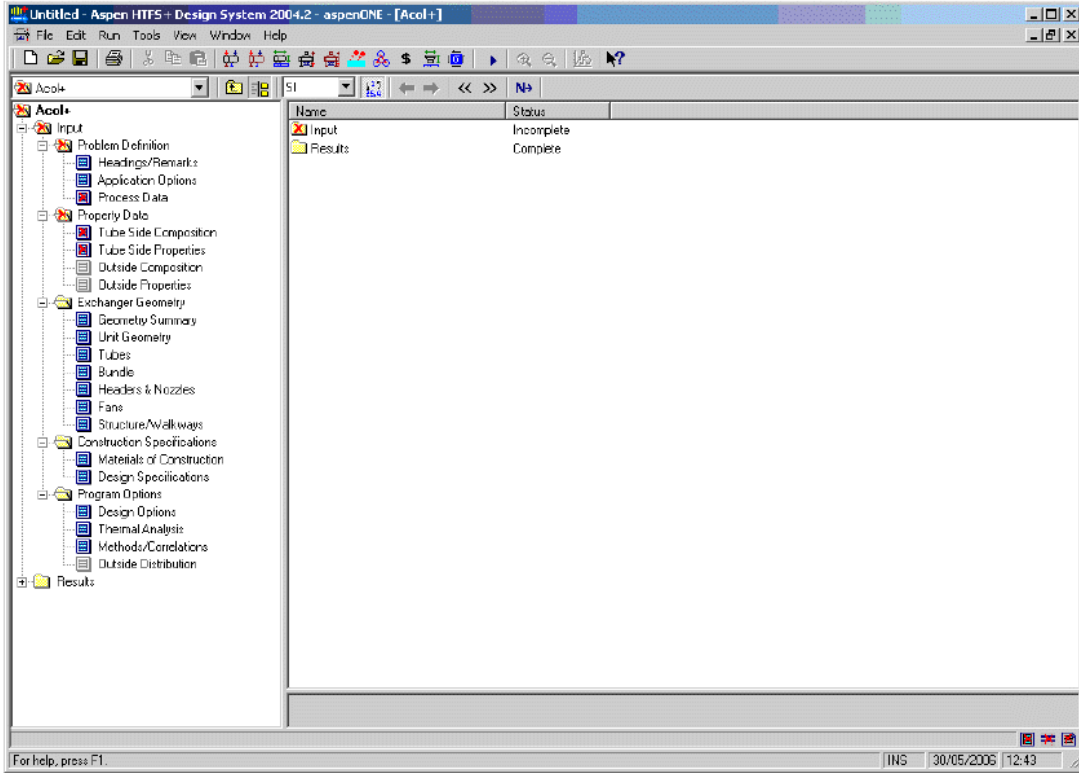 Untitled - Aspen HTFS+ Design System 2004.2 - aspenONE - [Acol+]
File Edit Run Tools View Window Help
Acol+ SI
Acol+
Input
Problem Definition
Headings/Remarks
Application Options
Process Data
Property Data
Tube Side Composition
Tube Side Properties
Outside Composition
Outside Properties
Exchanger Geometry
Geometry Summary
Unit Geometry
Tubes
Bundle
Headers & Nozzles
Fans
Structure/Walkways
Construction Specifications
Materials of Construction
Design Specifications
Program Options
Design Options
Thermal Analysis
Methods/Correlations
Outside Distribution
Results
Name Status
Input Incomplete
Results Complete
For help, press F1. INS 30/05/2006 12:43